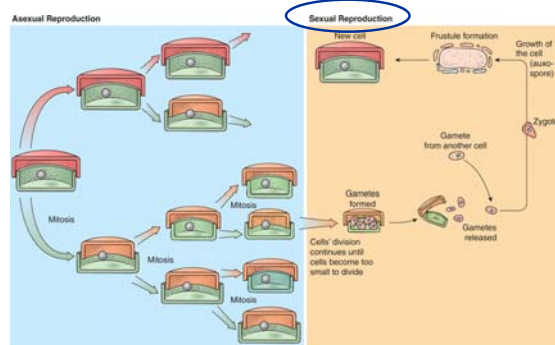 Asexual Reproduction
Sexual Reproduction
New cell
Frustule formation
Growth of
the cell
(auxo-
spore)
Zygote
Gamete
from another cell
Mitosis
Mitosis
Gametes
formed
Gametes
released
Mitosis
Cells' division
continues until
cells become too
small to divide
Mitosis